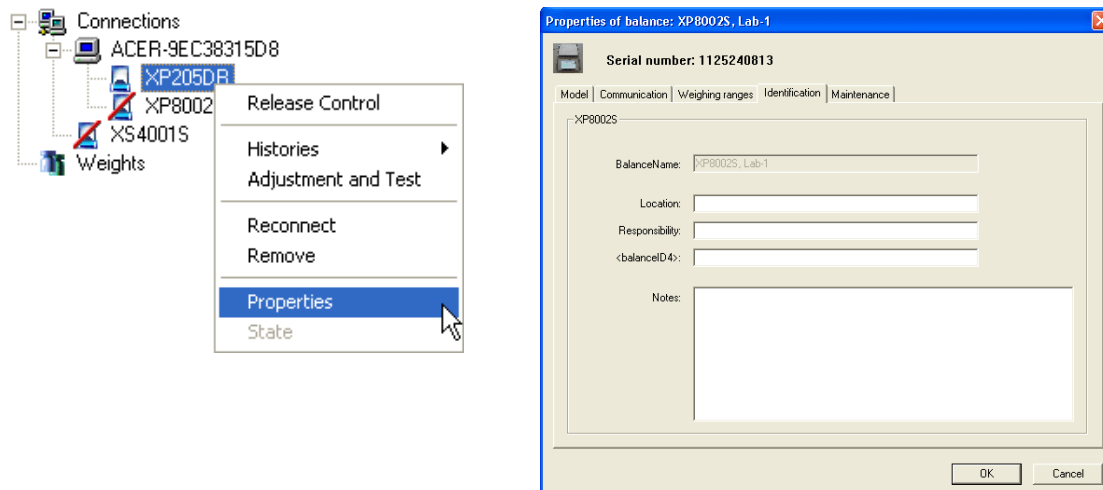 Connections
ACER-9EC38315D8
XP205DR
XP8002
XS4001S
Weights
Release Control
Histories
Adjustment and Test
Reconnect
Remove
Properties
State
Properties of balance: XP8002S, Lab-1
Serial number: 1125240813
Model Communication Weighing ranges Identification Maintenance
XP8002S
BalanceName: XP8002S, Lab-1
Location:
Responsibility:
<balanceID4>:
Notes:
OK Cancel